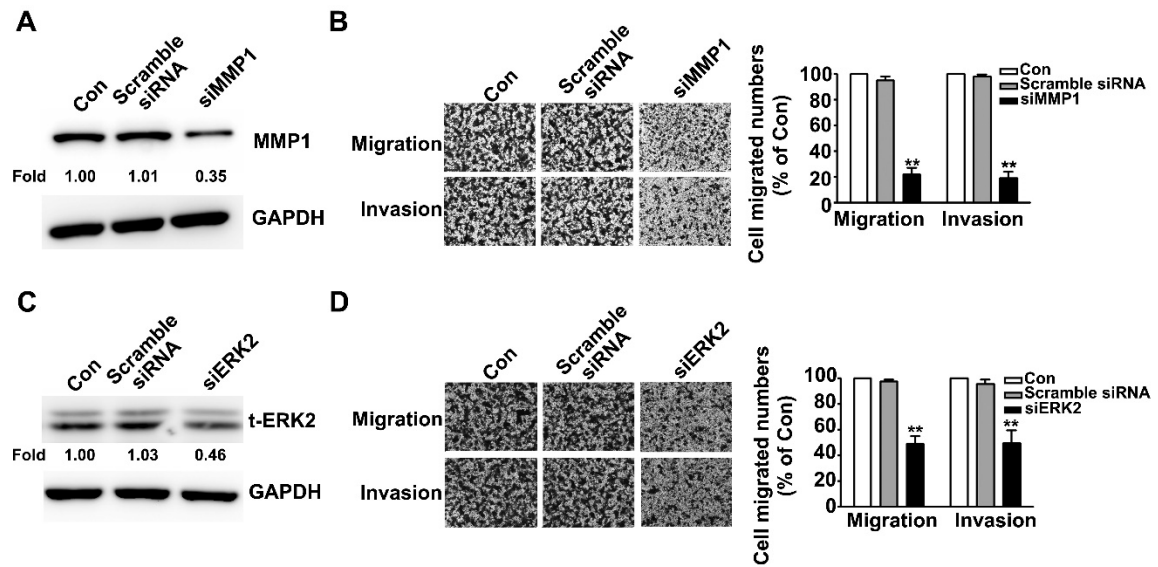 A
Con
Scramble
siRNA
siMMP1
MMP1
Fold 1.00 1.01 0.35
GAPDH
B
Con
Scramble
siRNA
siMMP1
Migration
Invasion
Cell migrated numbers
(% of Con)
100
80
60
40
20
0
Con
Scramble siRNA
siMMP1
** **
Migration Invasion
C
Con
Scramble
siRNA
siERK2
t-ERK2
Fold 1.00 1.03 0.46
GAPDH
D
Con
Scramble
siRNA
siERK2
Migration
Invasion
Cell migrated numbers
(% of Con)
100
80
60
40
20
0
Con
Scramble siRNA
siERK2
** **
Migration Invasion